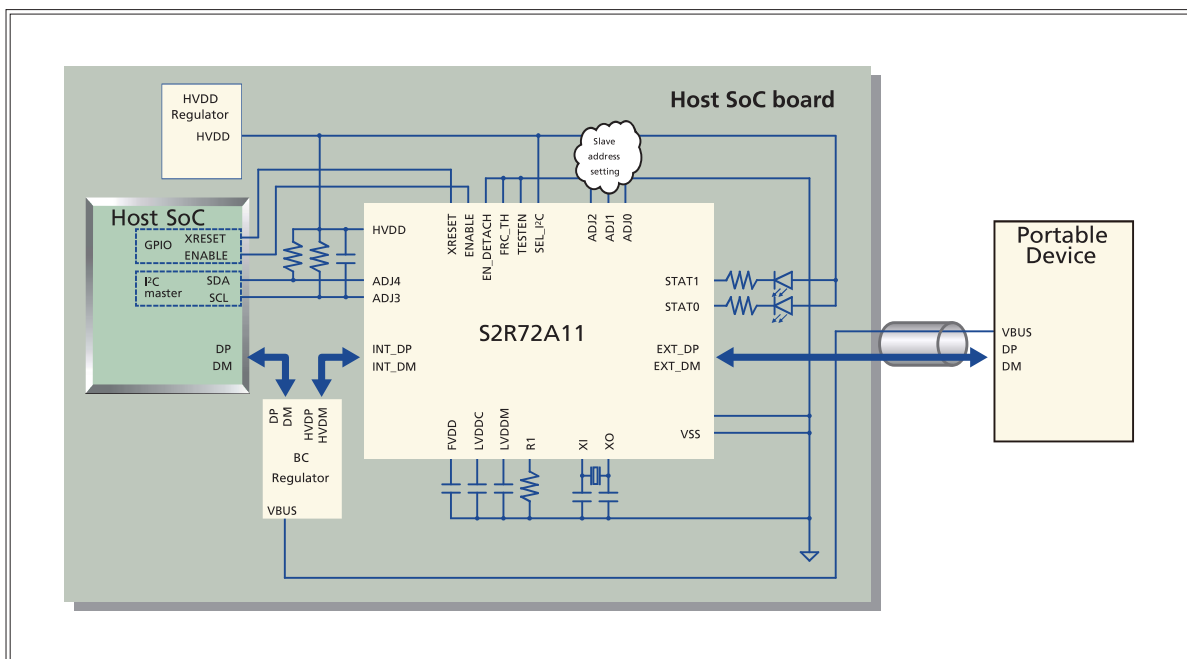 Host SoC board
HVDD
Regulator
HVDD
Slave
address
setting
Host SoC
GPIO
XRESET
ENABLE
I²C
master
SDA
SCL
DP
DM
HVDD
ADJ4
ADJ3
INT_DP
INT_DM
XRESET
ENABLE
EN_DETACH
FRC_TH
TESTEN
SEL_I²C
ADJ2
ADJ1
ADJ0
S2R72A11
STAT1
STAT0
EXT_DP
EXT_DM
VSS
FVDD
LVDDC
LVDDM
R1
XI
XO
DP
DM
HVDP
HVDM
BC
Regulator
VBUS
Portable
Device
VBUS
DP
DM